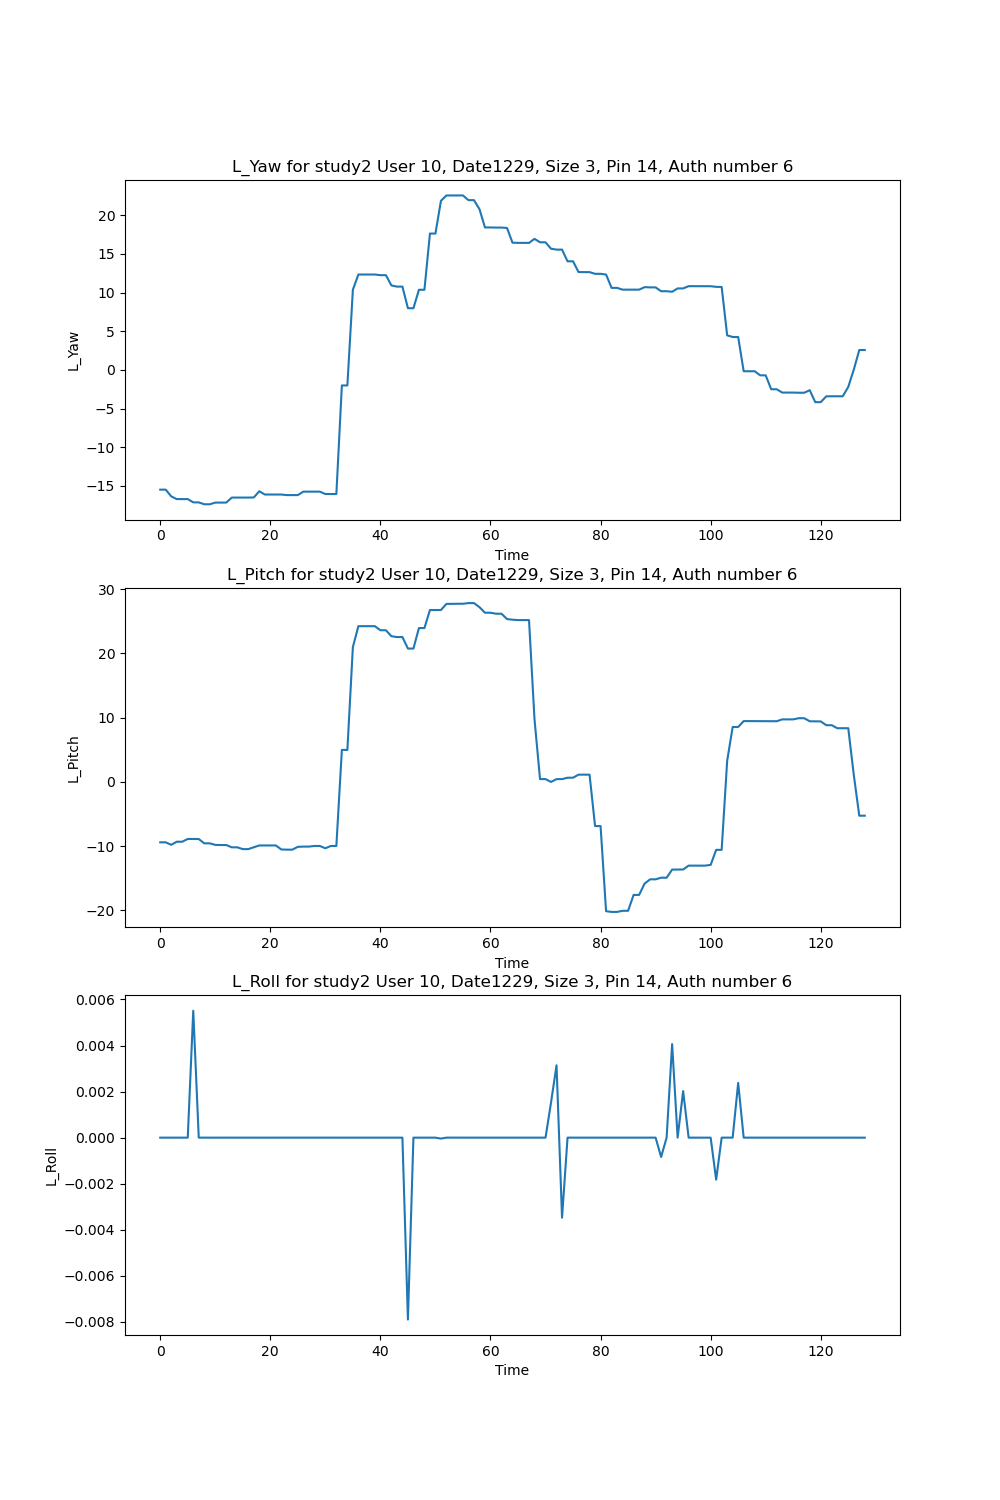 L_Yaw for study2 User 10, Date1229, Size 3, Pin 14, Auth number 6
20
15
10
5
0
−5
−10
−15
L_Yaw
0 20 40 60 80 100 120
Time
L_Pitch for study2 User 10, Date1229, Size 3, Pin 14, Auth number 6
30
20
10
0
−10
−20
L_Pitch
0 20 40 60 80 100 120
Time
L_Roll for study2 User 10, Date1229, Size 3, Pin 14, Auth number 6
0.006
0.004
0.002
0.000
−0.002
−0.004
−0.006
−0.008
L_Roll
0 20 40 60 80 100 120
Time